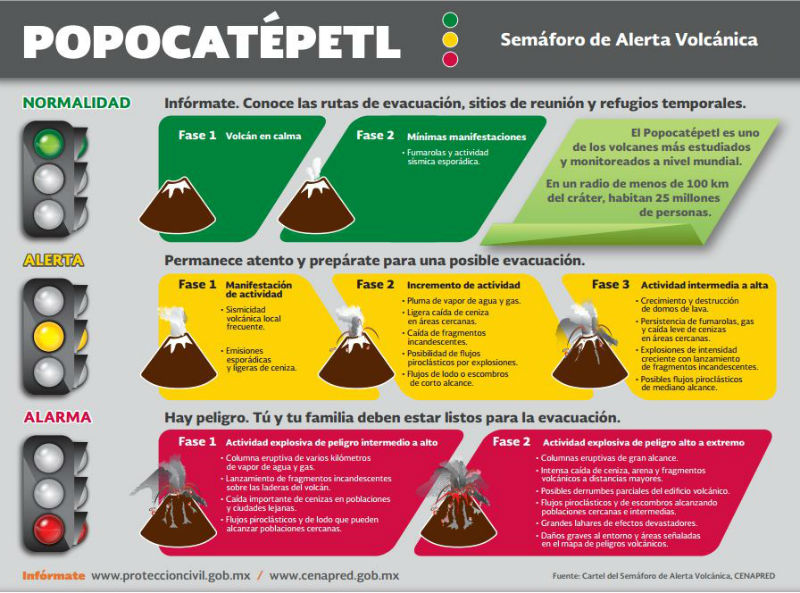 POPOCATÉPETL
Semáforo de Alerta Volcánica
NORMALIDAD
Infórmate. Conoce las rutas de evacuación, sitios de reunión y refugios temporales.
Fase 1 Volcán en calma
Fase 2 Mínimas manifestaciones
· Fumarolas y actividad
sísmica esporádica.
El Popocatépetl es uno
de los volcanes más estudiados
y monitoreados a nivel mundial.
En un radio de menos de 100 km
del cráter, habitan 25 millones
de personas.
ALERTA
Permanece atento y prepárate para una posible evacuación.
Fase 1 Manifestación
de actividad
· Sismicidad
volcánica local
frecuente.
· Emisiones
esporádicas
y ligeras de ceniza.
Fase 2 Incremento de actividad
· Pluma de vapor de agua y gas.
· Ligera caída de ceniza
en áreas cercanas.
· Caída de fragmentos
incandescentes.
· Posibilidad de flujos
piroclásticos por explosiones.
· Flujos de lodo o escombros
de corto alcance.
Fase 3 Actividad intermedia a alta
· Crecimiento y destrucción
de domos de lava.
· Persistencia de fumarolas, gas
y caída leve de cenizas
en áreas cercanas.
· Explosiones de intensidad
creciente con lanzamiento
de fragmentos incandescentes.
· Posibles flujos piroclásticos
de mediano alcance.
ALARMA
Hay peligro. Tú y tu familia deben estar listos para la evacuación.
Fase 1 Actividad explosiva de peligro intermedio a alto
· Columna eruptiva de varios kilómetros
de vapor de agua y gas.
· Lanzamiento de fragmentos incandescentes
sobre las laderas del volcán.
· Caída importante de cenizas en poblaciones
y ciudades lejanas.
· Flujos piroclásticos y de lodo que pueden
alcanzar poblaciones cercanas.
Fase 2 Actividad explosiva de peligro alto a extremo
· Columnas eruptivas de gran alcance.
· Intensa caída de ceniza, arena y fragmentos
volcánicos a distancias mayores.
· Posibles derrumbes parciales del edificio volcánico.
· Flujos piroclásticos y de escombros alcanzando
poblaciones cercanas e intermedias.
· Grandes lahares de efectos devastadores.
· Daños graves al entorno y áreas señaladas
en el mapa de peligros volcánicos.
Infórmate www.proteccioncivil.gob.mx / www.cenapred.gob.mx
Fuente: Cartel del Semáforo de Alerta Volcánica, CENAPRED